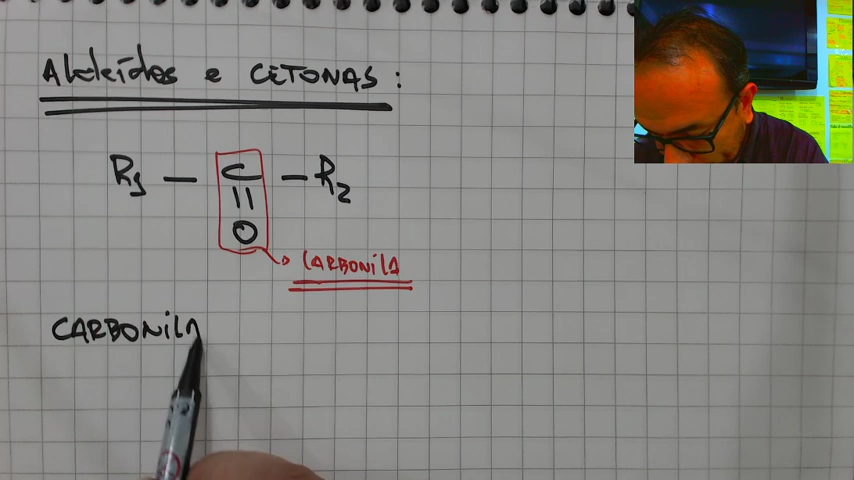 Aldeídos e CETONAS:
R1 — C — R2
||
O
CARBONILA
CARBONILA